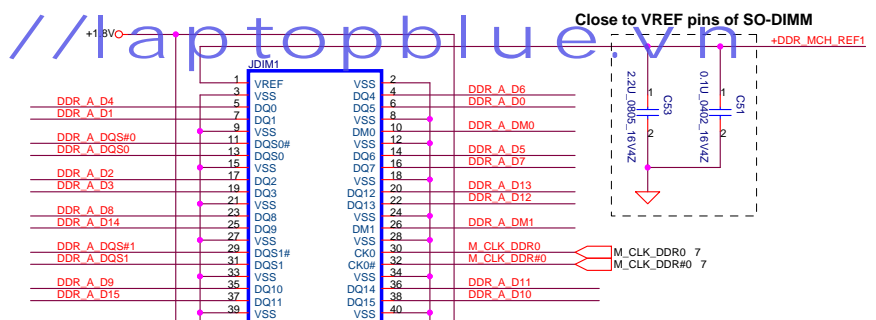 //laptopblue.vn
Close to VREF pins of SO-DIMM
+1.8V
+DDR_MCH_REF1
JDIM1
1 VREF VSS 2
3 VSS DQ4 4 DDR_A_D6
DDR_A_D4 5 DQ0 DQ5 6 DDR_A_D0
DDR_A_D1 7 DQ1 VSS 8
9 VSS DM0 10 DDR_A_DM0
DDR_A_DQS#0 11 DQS0# VSS 12
DDR_A_DQS0 13 DQS0 DQ6 14 DDR_A_D5
15 VSS DQ7 16 DDR_A_D7
DDR_A_D2 17 DQ2 VSS 18
DDR_A_D3 19 DQ3 DQ12 20 DDR_A_D13
21 VSS DQ13 22 DDR_A_D12
DDR_A_D8 23 DQ8 VSS 24
DDR_A_D14 25 DQ9 DM1 26 DDR_A_DM1
27 VSS VSS 28
DDR_A_DQS#1 29 DQS1# CK0 30 M_CLK_DDR0 M_CLK_DDR0 7
DDR_A_DQS1 31 DQS1 CK0# 32 M_CLK_DDR#0 M_CLK_DDR#0 7
33 VSS VSS 34
DDR_A_D9 35 DQ10 DQ14 36 DDR_A_D11
DDR_A_D15 37 DQ11 DQ15 38 DDR_A_D10
39 VSS VSS 40
2.2U_0805_16V4Z
1
2
C53
0.1U_0402_16V4Z
1
2
C51